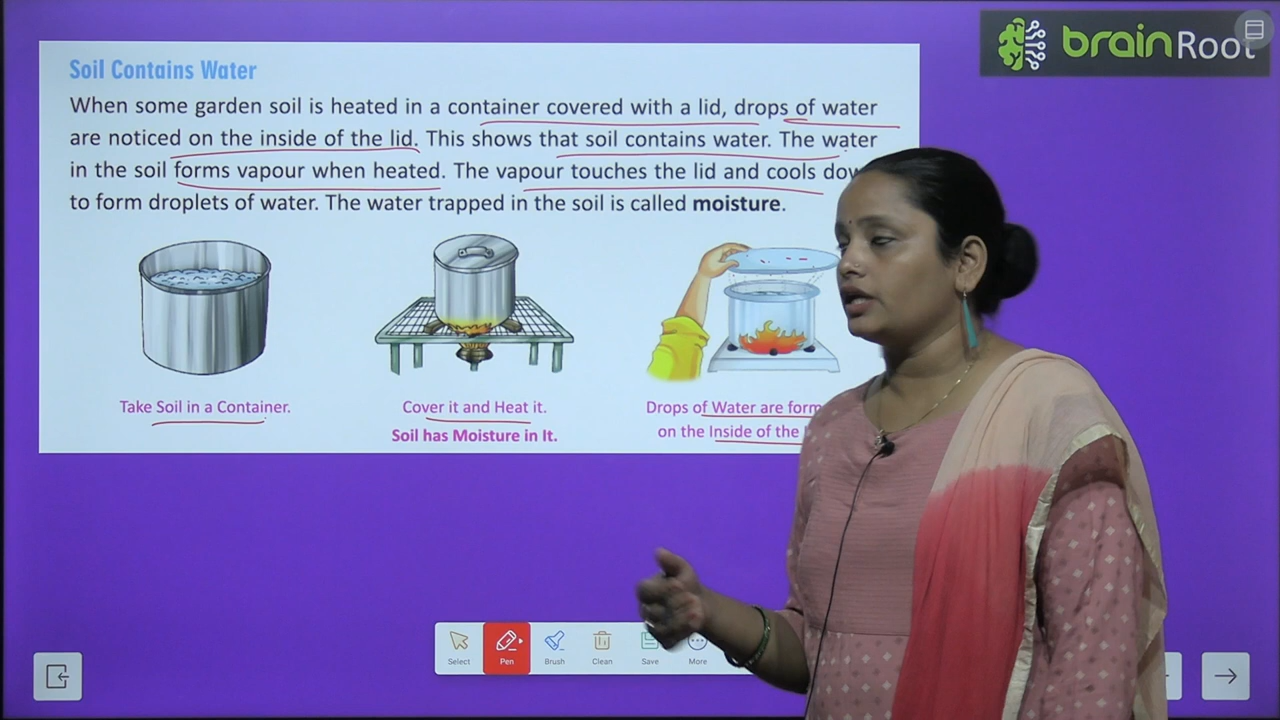 brainRoot
Soil Contains Water
When some garden soil is heated in a container covered with a lid, drops of water
are noticed on the inside of the lid. This shows that soil contains water. The water
in the soil forms vapour when heated. The vapour touches the lid and cools dow
to form droplets of water. The water trapped in the soil is called moisture.
Take Soil in a Container.
Cover it and Heat it.
Soil has Moisture in It.
Drops of Water are form
on the Inside of the
Select
Pen
Brush
Clean
Save
More